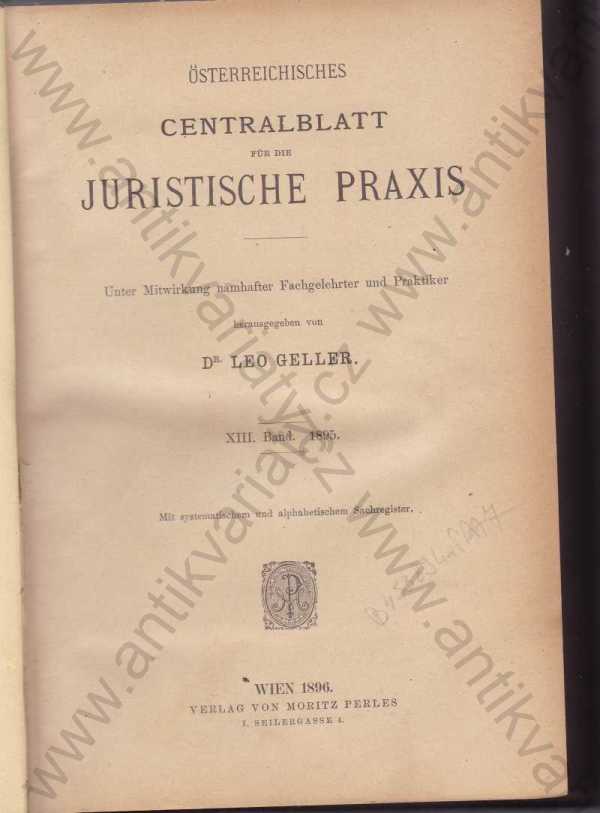 ÖSTERREICHISCHES
CENTRALBLATT
FÜR DIE
JURISTISCHE PRAXIS
Unter Mitwirkung namhafter Fachgelehrter und Praktiker
herausgegeben von
DR. LEO GELLER.
XIII. Band. 1895.
Mit systematischem und alphabetischem Sachregister.
WIEN 1896.
VERLAG VON MORITZ PERLES
I. SEILERGASSE 4.
www.antikvariaty.cz
www.antikvariaty.cz
www.antikvariaty.cz